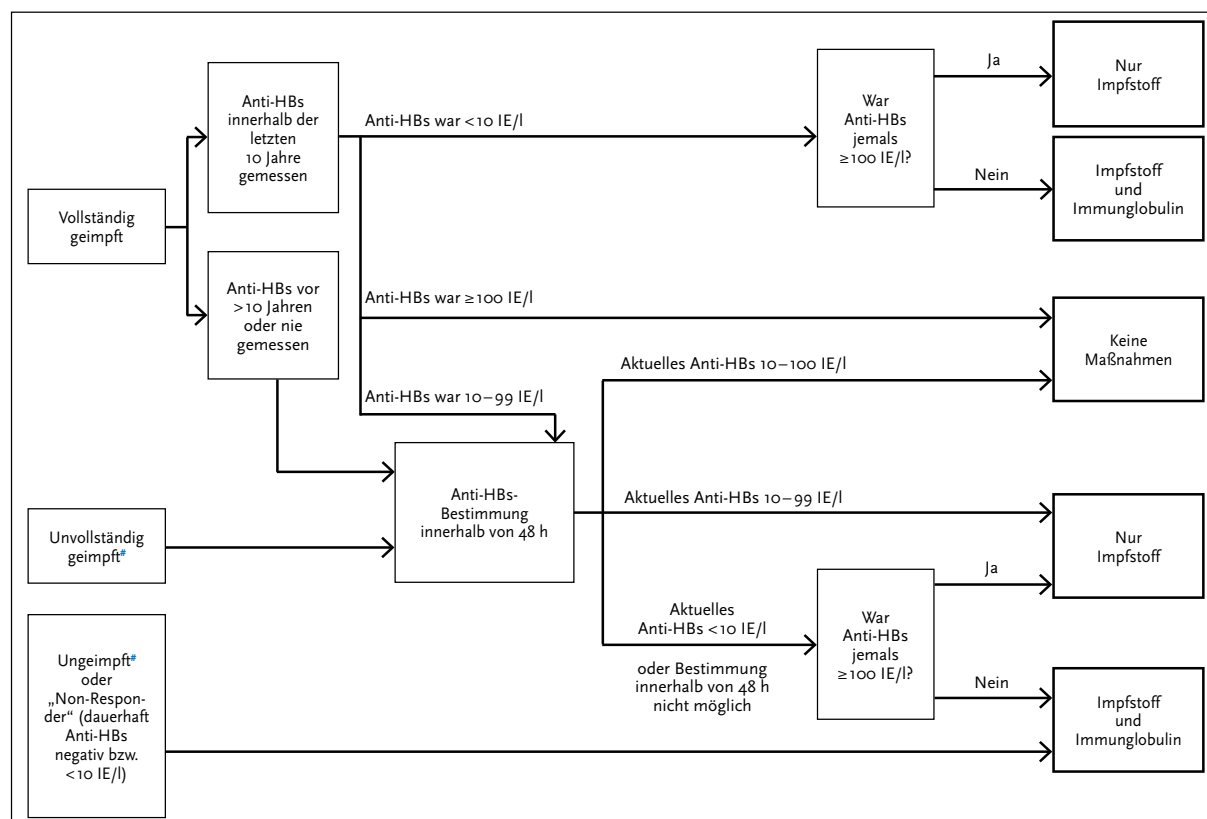 Anti-HBs
innerhalb der
letzten
10 Jahre
gemessen
Anti-HBs war <10 IE/l
War
Anti-HBs
jemals
≥100 IE/l?
Ja
Nur
Impfstoff
Nein
Impfstoff
und
Immunglobulin
Vollständig
geimpft
Anti-HBs vor
>10 Jahren
oder nie
gemessen
Anti-HBs war ≥100 IE/l
Keine
Maßnahmen
Aktuelles Anti-HBs 10–100 IE/l
Anti-HBs war 10–99 IE/l
Anti-HBs-
Bestimmung
innerhalb von 48 h
Aktuelles Anti-HBs 10–99 IE/l
Nur
Impfstoff
Unvollständig
geimpft#
Ja
Aktuelles
Anti-HBs <10 IE/l
oder Bestimmung
innerhalb von 48 h
nicht möglich
War
Anti-HBs
jemals
≥100 IE/l?
Nein
Impfstoff
und
Immunglobulin
Ungeimpft#
oder
„Non-Respon-
der“ (dauerhaft
Anti-HBs
negativ bzw.
<10 IE/l)